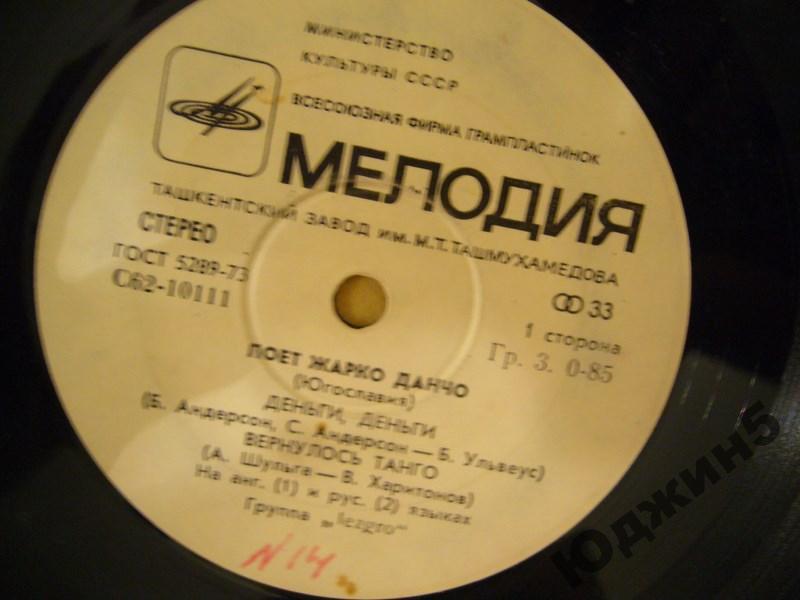 МИНИСТЕРСТВО
КУЛЬТУРЫ СССР
ВСЕСОЮЗНАЯ ФИРМА ГРАМПЛАСТИНОК
МЕЛОДИЯ
ТАШКЕНТСКИЙ ЗАВОД ИМ. М.Т. ТАШМУХАМЕДОВА
СТЕРЕО
ГОСТ 5289-73
С62-10111
33
1 сторона
Гр. 3. 0-85
ПОЕТ ЖАРКО ДАНЧО
(Югославия)
ДЕНЬГИ, ДЕНЬГИ
(Б. Андерсон, С. Андерсон — Б. Ульвеус)
ВЕРНУЛОСЬ ТАНГО
(А. Шульга — В. Харитонов)
На анг. (1) и рус. (2) языках
Группа „lezgro“
N 14
Юджин5